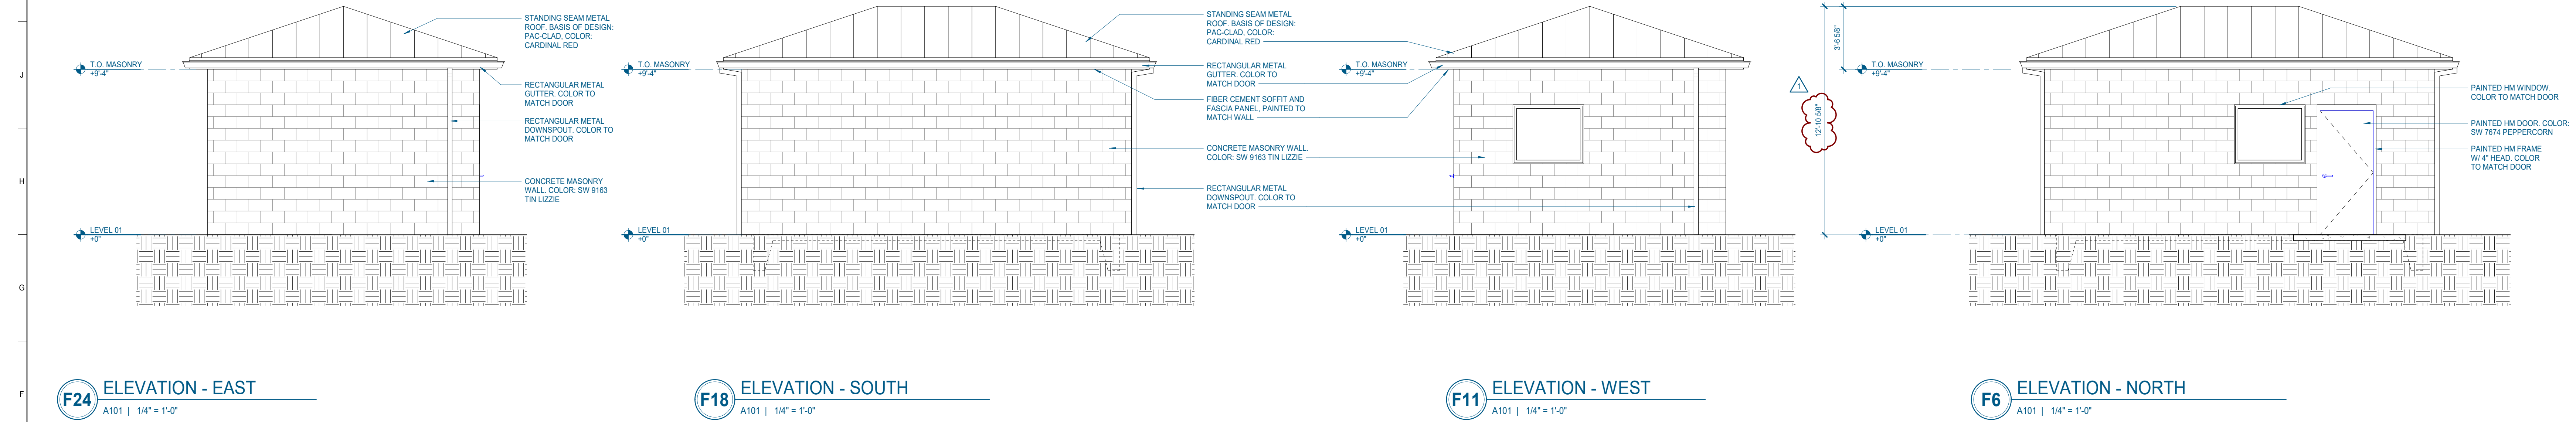 J
H
G
F
T.O. MASONRY
+9'-4"
LEVEL 01
+0"
STANDING SEAM METAL
ROOF. BASIS OF DESIGN:
PAC-CLAD, COLOR:
CARDINAL RED
RECTANGULAR METAL
GUTTER. COLOR TO
MATCH DOOR
RECTANGULAR METAL
DOWNSPOUT. COLOR TO
MATCH DOOR
CONCRETE MASONRY
WALL. COLOR: SW 9163
TIN LIZZIE
F24
ELEVATION - EAST
A101 | 1/4" = 1'-0"
T.O. MASONRY
+9'-4"
LEVEL 01
+0"
STANDING SEAM METAL
ROOF. BASIS OF DESIGN:
PAC-CLAD, COLOR:
CARDINAL RED
RECTANGULAR METAL
GUTTER. COLOR TO
MATCH DOOR
FIBER CEMENT SOFFIT AND
FASCIA PANEL, PAINTED TO
MATCH WALL
CONCRETE MASONRY WALL.
COLOR: SW 9163 TIN LIZZIE
RECTANGULAR METAL
DOWNSPOUT. COLOR TO
MATCH DOOR
F18
ELEVATION - SOUTH
A101 | 1/4" = 1'-0"
T.O. MASONRY
+9'-4"
LEVEL 01
+0"
F11
ELEVATION - WEST
A101 | 1/4" = 1'-0"
1
12'-10 5/8"
3'-6 5/8"
T.O. MASONRY
+9'-4"
LEVEL 01
+0"
PAINTED HM WINDOW.
COLOR TO MATCH DOOR
PAINTED HM DOOR. COLOR:
SW 7674 PEPPERCORN
PAINTED HM FRAME
W/ 4" HEAD. COLOR
TO MATCH DOOR
F6
ELEVATION - NORTH
A101 | 1/4" = 1'-0"